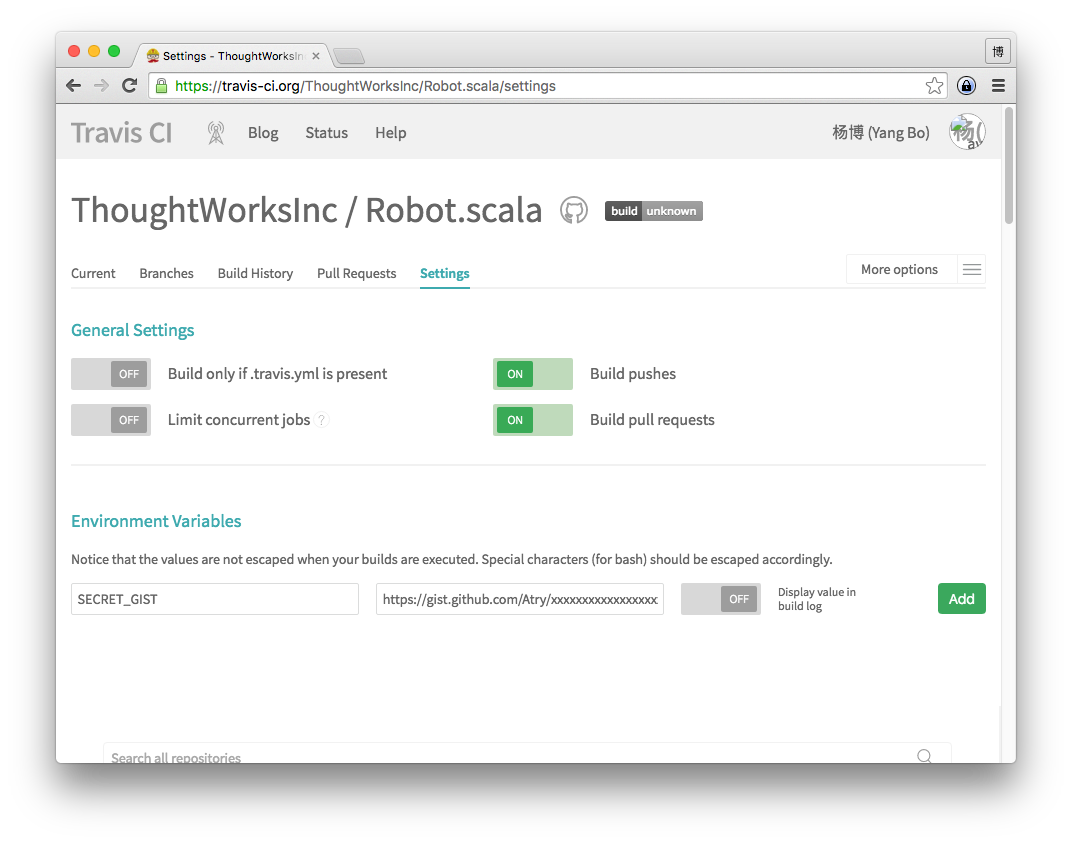 Settings - ThoughtWorksIn
博
https://travis-ci.org/ThoughtWorksInc/Robot.scala/settings
Travis CI Blog Status Help 杨博 (Yang Bo)
ThoughtWorksInc / Robot.scala build unknown
Current Branches Build History Pull Requests Settings More options
General Settings
OFF Build only if .travis.yml is present ON Build pushes
OFF Limit concurrent jobs ? ON Build pull requests
Environment Variables
Notice that the values are not escaped when your builds are executed. Special characters (for bash) should be escaped accordingly.
SECRET_GIST https://gist.github.com/Atry/xxxxxxxxxxxxxxxxx OFF Display value in build log Add
Search all repositories